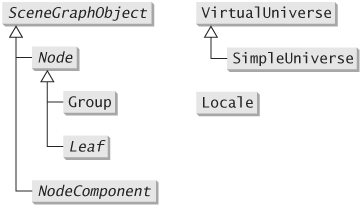 SceneGraphObject
Node
Group
Leaf
NodeComponent
VirtualUniverse
SimpleUniverse
Locale